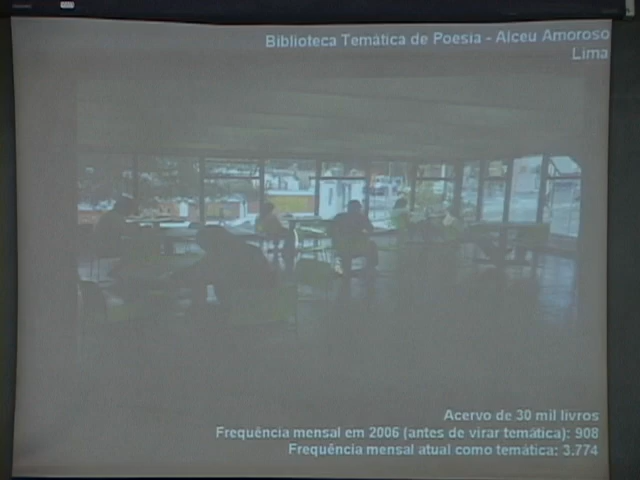 Biblioteca Temática de Poesia - Alceu Amoroso
Lima
Acervo de 30 mil livros
Frequência mensal em 2006 (antes de virar temática): 908
Frequência mensal atual como temática: 3.774